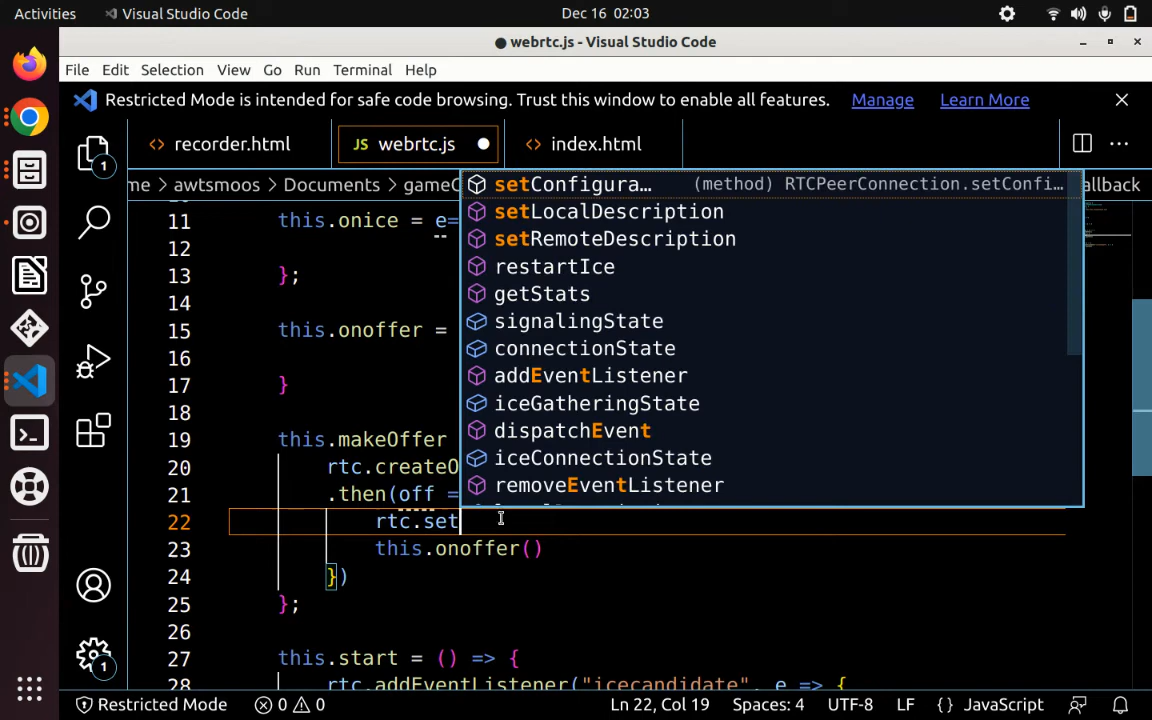 Activities
Visual Studio Code
Dec 16 02:03
● webrtc.js - Visual Studio Code
File Edit Selection View Go Run Terminal Help
Restricted Mode is intended for safe code browsing. Trust this window to enable all features. Manage Learn More
<> recorder.html
JS webrtc.js ●
<> index.html
me > awtsmoos > Documents > gameC
allback
setConfigura… (method) RTCPeerConnection.setConfi…
setLocalDescription
setRemoteDescription
restartIce
getStats
signalingState
connectionState
addEventListener
iceGatheringState
dispatchEvent
iceConnectionState
removeEventListener
11 this.onice = e=
12
13 };
14
15 this.onoffer =
16
17 }
18
19 this.makeOffer
20 rtc.createO
21 .then(off =
22 rtc.set
23 this.onoffer()
24 })
25 };
26
27 this.start = () => {
28 rtc.addEventListener("icecandidate", e => {
1
1
Restricted Mode 0 0 Ln 22, Col 19 Spaces: 4 UTF-8 LF {} JavaScript